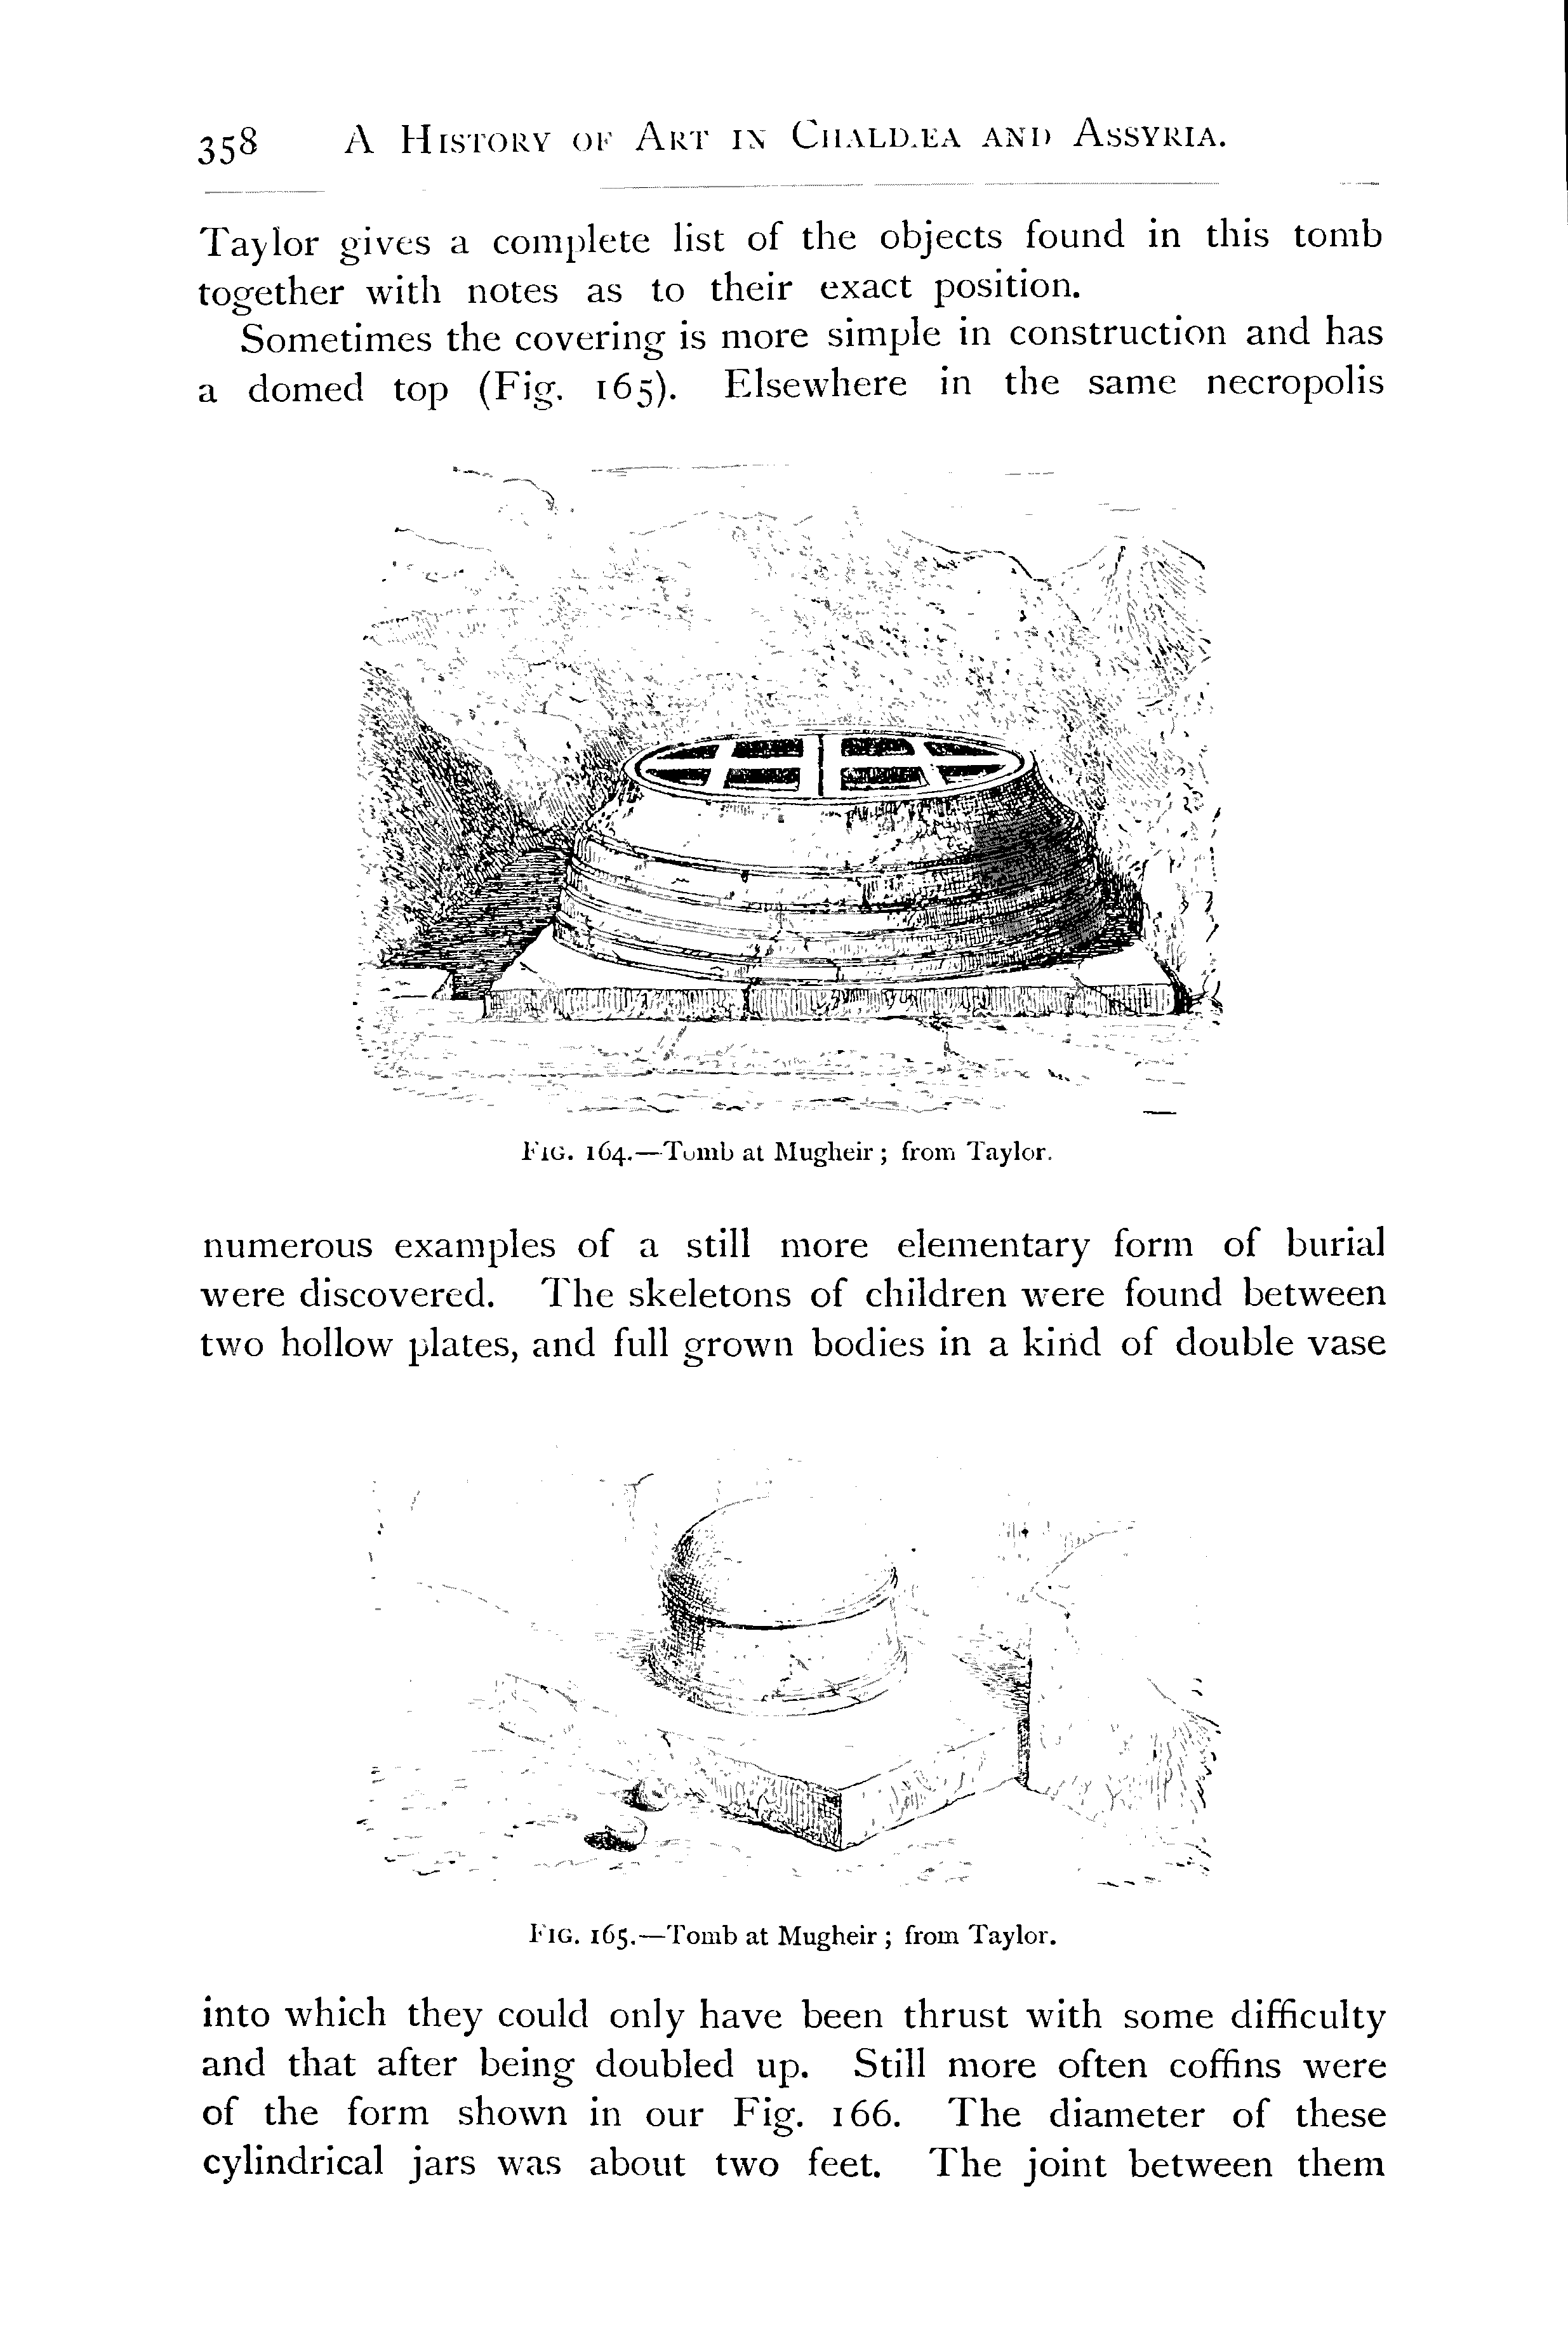 358 A History of Art in Chaldæa and Assyria.
Taylor gives a complete list of the objects found in this tomb
together with notes as to their exact position.
Sometimes the covering is more simple in construction and has
a domed top (Fig. 165). Elsewhere in the same necropolis
Fig. 164.—Tomb at Mugheir; from Taylor.
numerous examples of a still more elementary form of burial
were discovered. The skeletons of children were found between
two hollow plates, and full grown bodies in a kind of double vase
Fig. 165.—Tomb at Mugheir; from Taylor.
into which they could only have been thrust with some difficulty
and that after being doubled up. Still more often coffins were
of the form shown in our Fig. 166. The diameter of these
cylindrical jars was about two feet. The joint between them